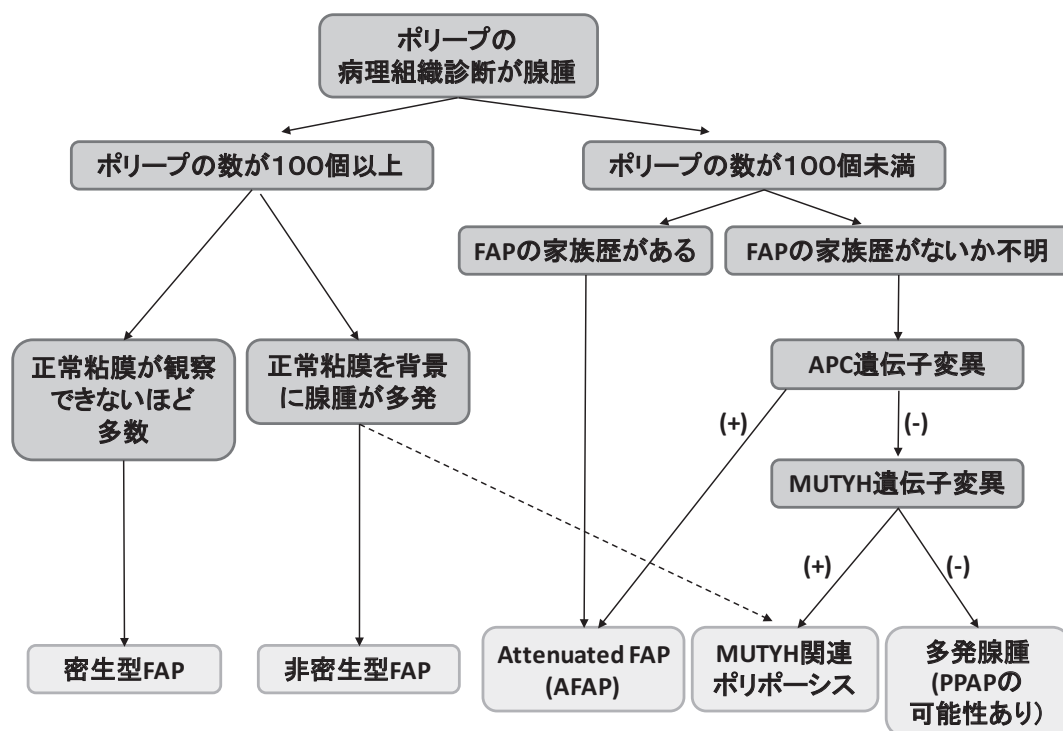 ポリープの
病理組織診断が腺腫
ポリープの数が100個以上
ポリープの数が100個未満
FAPの家族歴がある
FAPの家族歴がないか不明
正常粘膜が観察
できないほど
多数
正常粘膜を背景
に腺腫が多発
APC遺伝子変異
(+)
(-)
MUTYH遺伝子変異
(+)
(-)
密生型FAP
非密生型FAP
Attenuated FAP
(AFAP)
MUTYH関連
ポリポーシス
多発腺腫
(PPAPの
可能性あり)